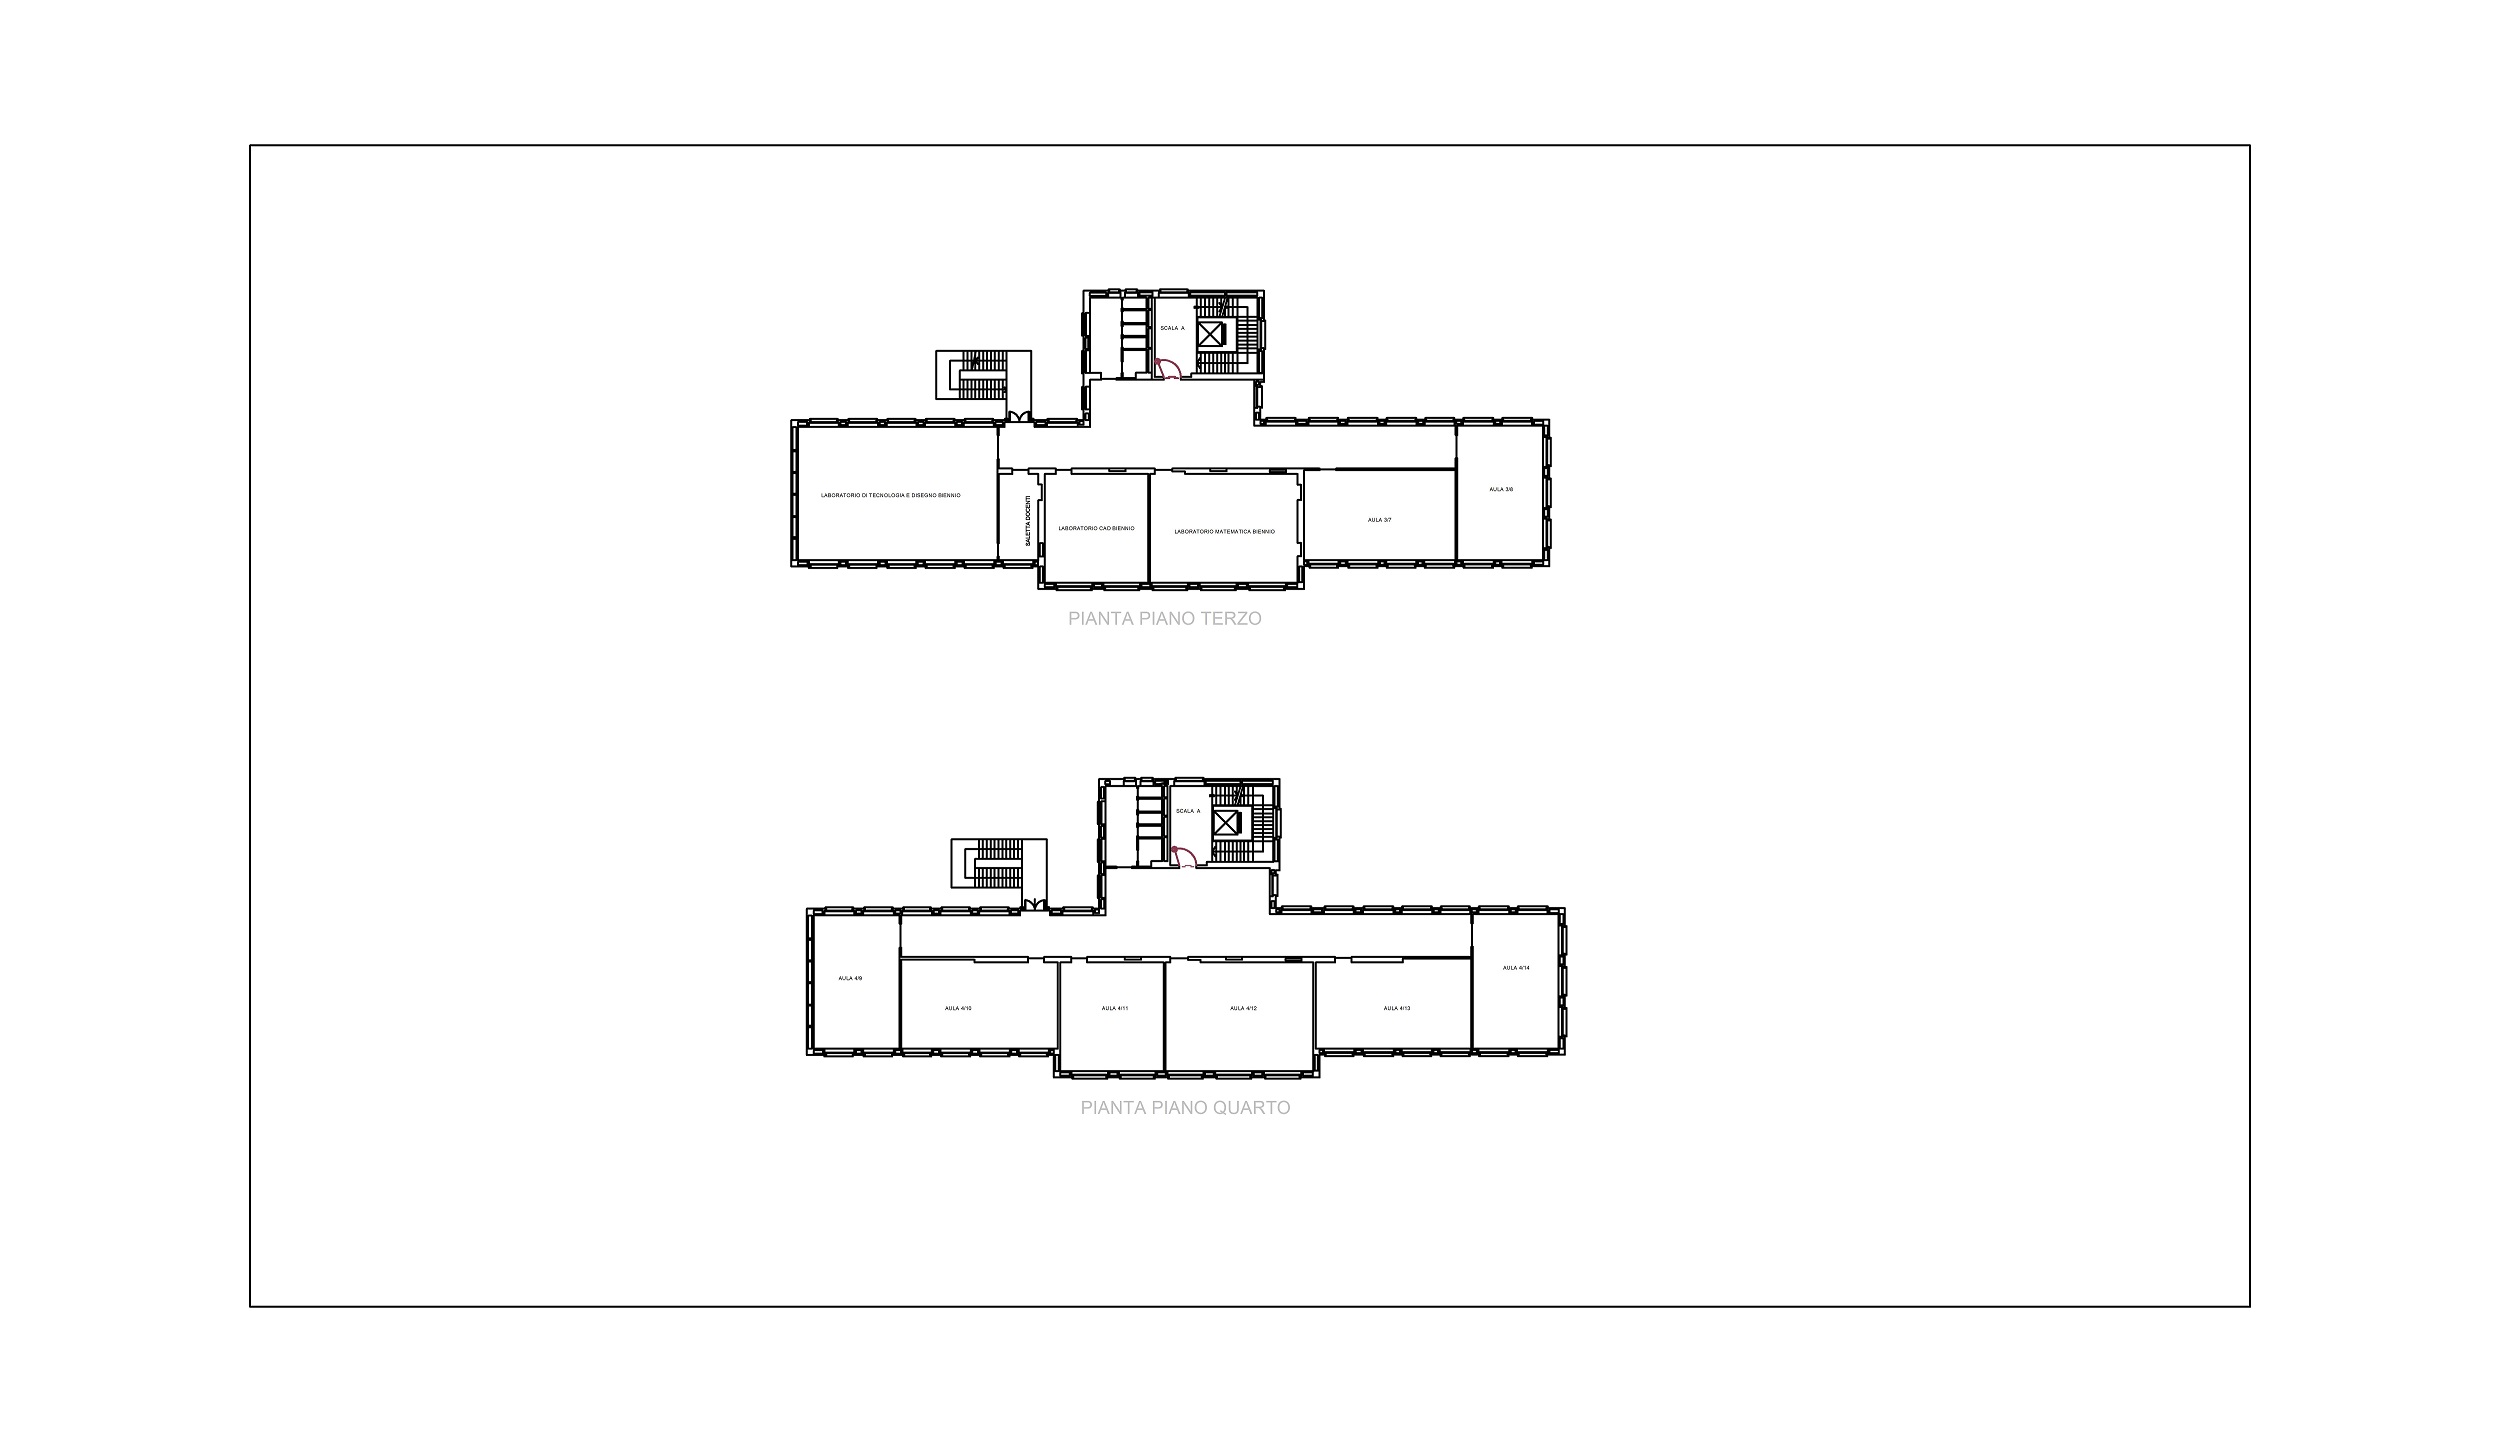 SCALA A
LABORATORIO DI TECNOLOGIA E DISEGNO BIENNIO
SALETTA DOCENTI
LABORATORIO CAD BIENNIO
LABORATORIO MATEMATICA BIENNIO
AULA 3/7
AULA 3/8
PIANTA PIANO TERZO
SCALA A
AULA 4/9
AULA 4/10
AULA 4/11
AULA 4/12
AULA 4/13
AULA 4/14
PIANTA PIANO QUARTO